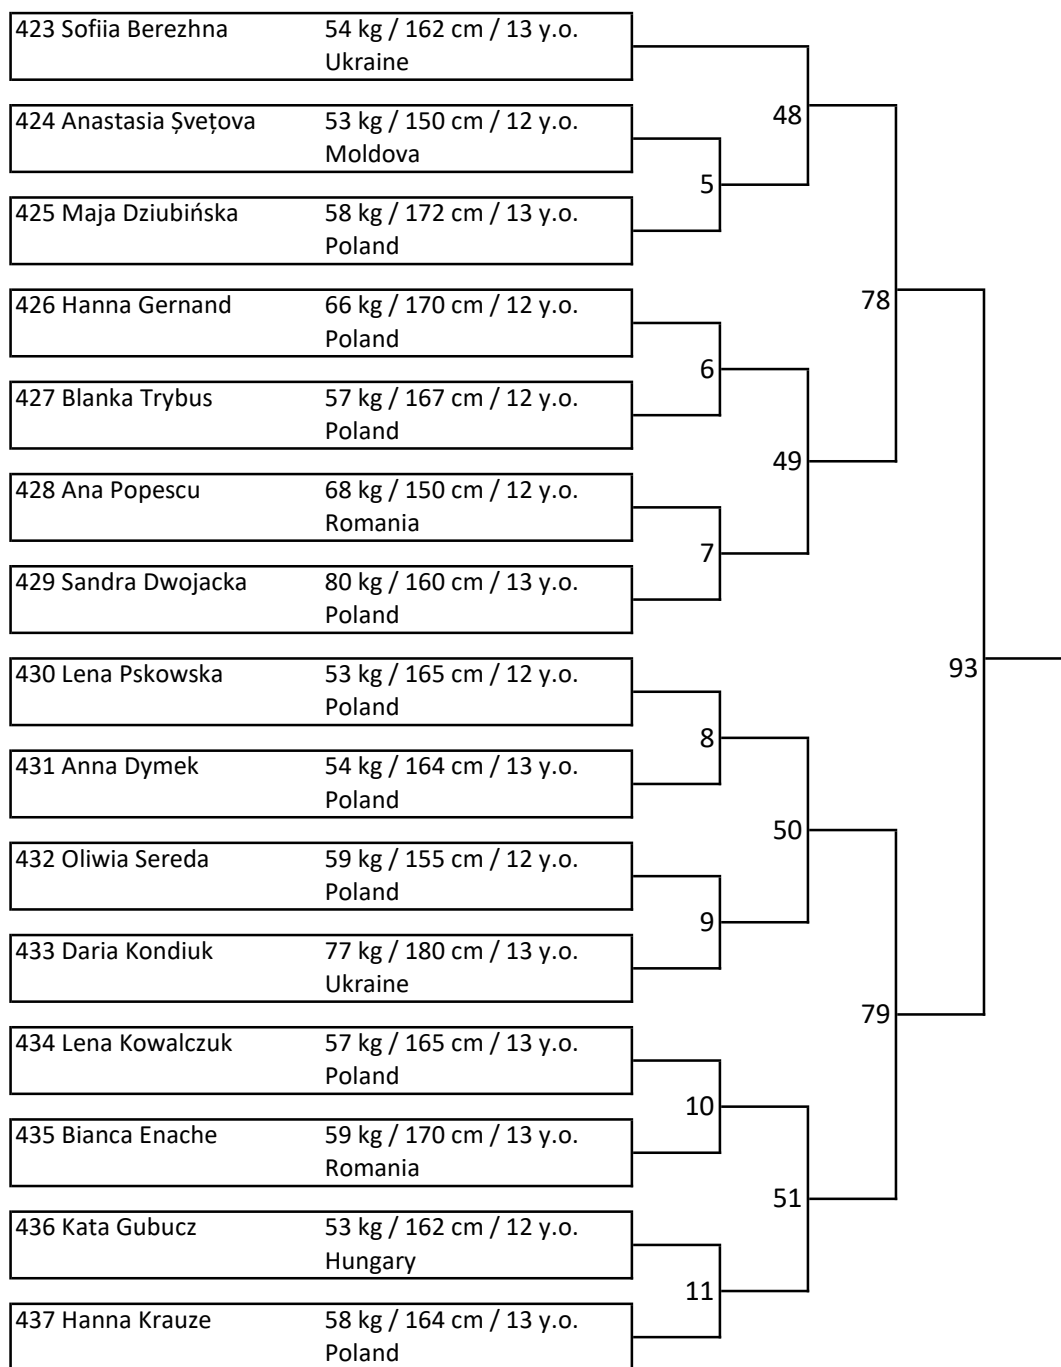 423 Sofiia Berezhna 54 kg / 162 cm / 13 y.o.
Ukraine
48
424 Anastasia Șvețova 53 kg / 150 cm / 12 y.o.
Moldova
5
425 Maja Dziubińska 58 kg / 172 cm / 13 y.o.
Poland
78
426 Hanna Gernand 66 kg / 170 cm / 12 y.o.
Poland
6
427 Blanka Trybus 57 kg / 167 cm / 12 y.o.
Poland
49
428 Ana Popescu 68 kg / 150 cm / 12 y.o.
Romania
7
429 Sandra Dwojacka 80 kg / 160 cm / 13 y.o.
Poland
93
430 Lena Pskowska 53 kg / 165 cm / 12 y.o.
Poland
8
431 Anna Dymek 54 kg / 164 cm / 13 y.o.
Poland
50
432 Oliwia Sereda 59 kg / 155 cm / 12 y.o.
Poland
9
433 Daria Kondiuk 77 kg / 180 cm / 13 y.o.
Ukraine
79
434 Lena Kowalczuk 57 kg / 165 cm / 13 y.o.
Poland
10
435 Bianca Enache 59 kg / 170 cm / 13 y.o.
Romania
51
436 Kata Gubucz 53 kg / 162 cm / 12 y.o.
Hungary
11
437 Hanna Krauze 58 kg / 164 cm / 13 y.o.
Poland